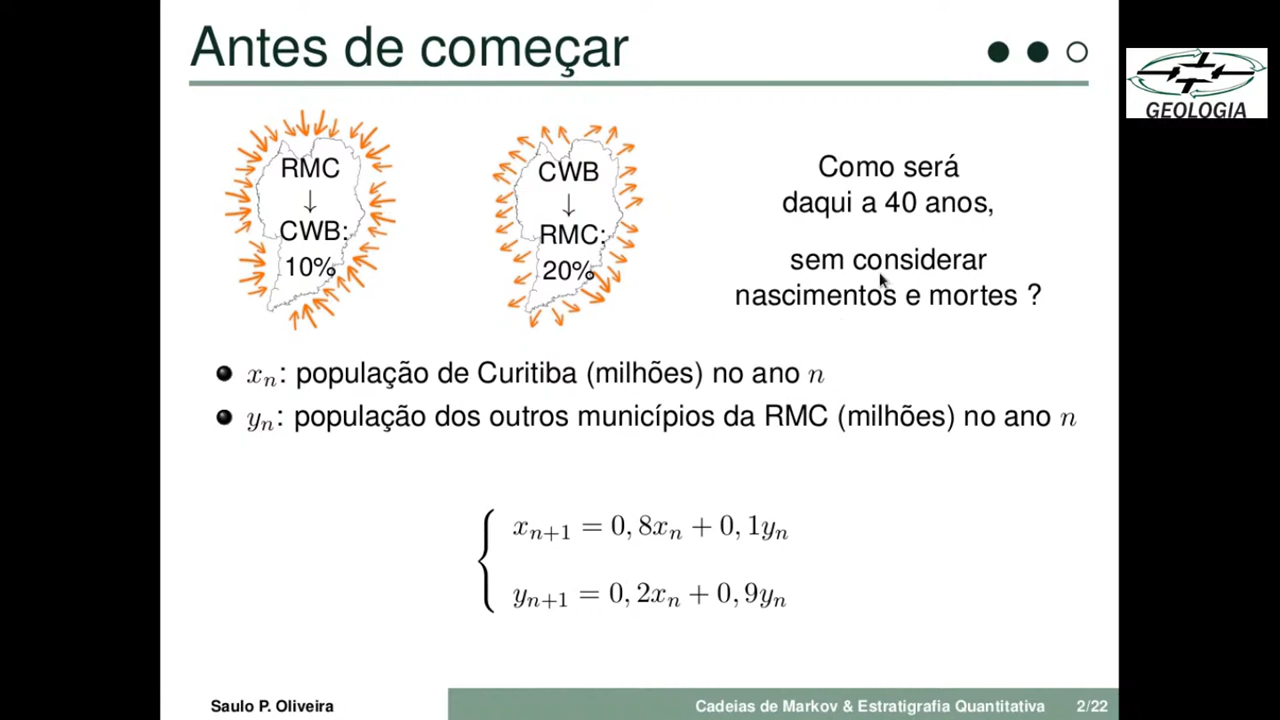 Antes de começar
GEOLOGIA
RMC
↓
CWB:
10%
CWB
↓
RMC:
20%
Como será
daqui a 40 anos,
sem considerar
nascimentos e mortes ?
xₙ: população de Curitiba (milhões) no ano n
yₙ: população dos outros municípios da RMC (milhões) no ano n
xₙ₊₁ = 0, 8xₙ + 0, 1yₙ
yₙ₊₁ = 0, 2xₙ + 0, 9yₙ
Saulo P. Oliveira
Cadeias de Markov & Estratigrafia Quantitativa 2/22